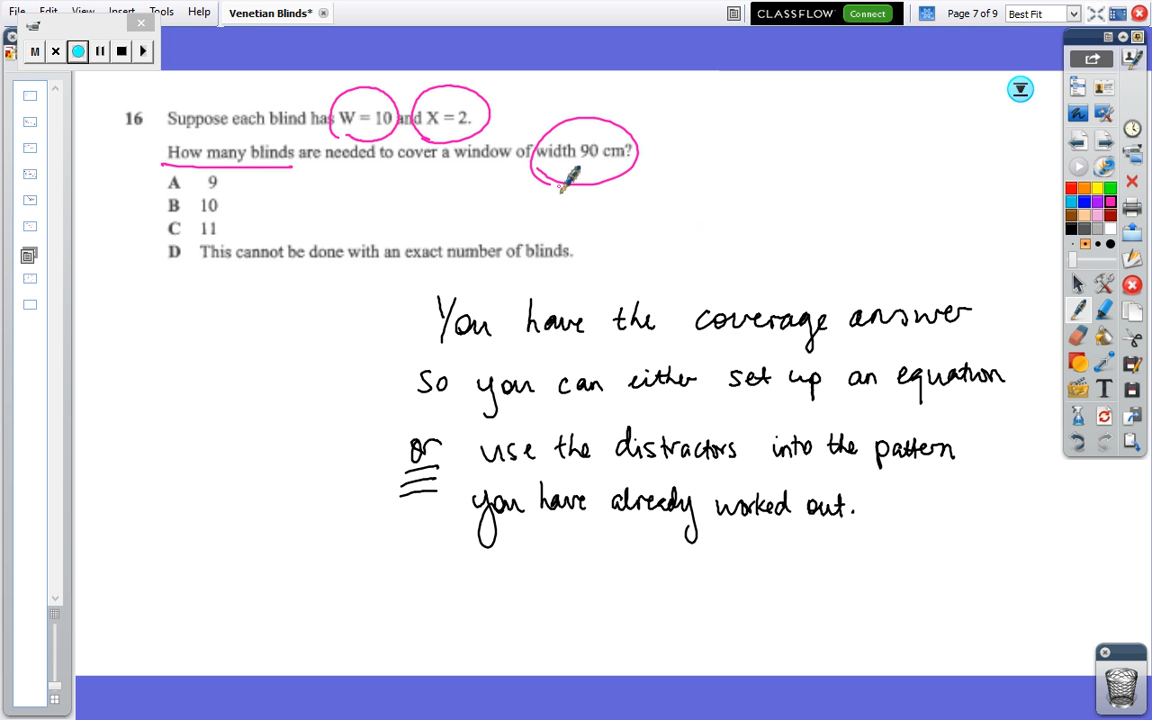 File Edit View Insert Tools Help
Venetian Blinds*
CLASSFLOW Connect
Page 7 of 9
Best Fit
M
16 Suppose each blind has W = 10 and X = 2.
How many blinds are needed to cover a window of width 90 cm?
A 9
B 10
C 11
D This cannot be done with an exact number of blinds.
You have the coverage answer
so you can either set up an equation
or use the distractors into the pattern
you have already worked out.
T